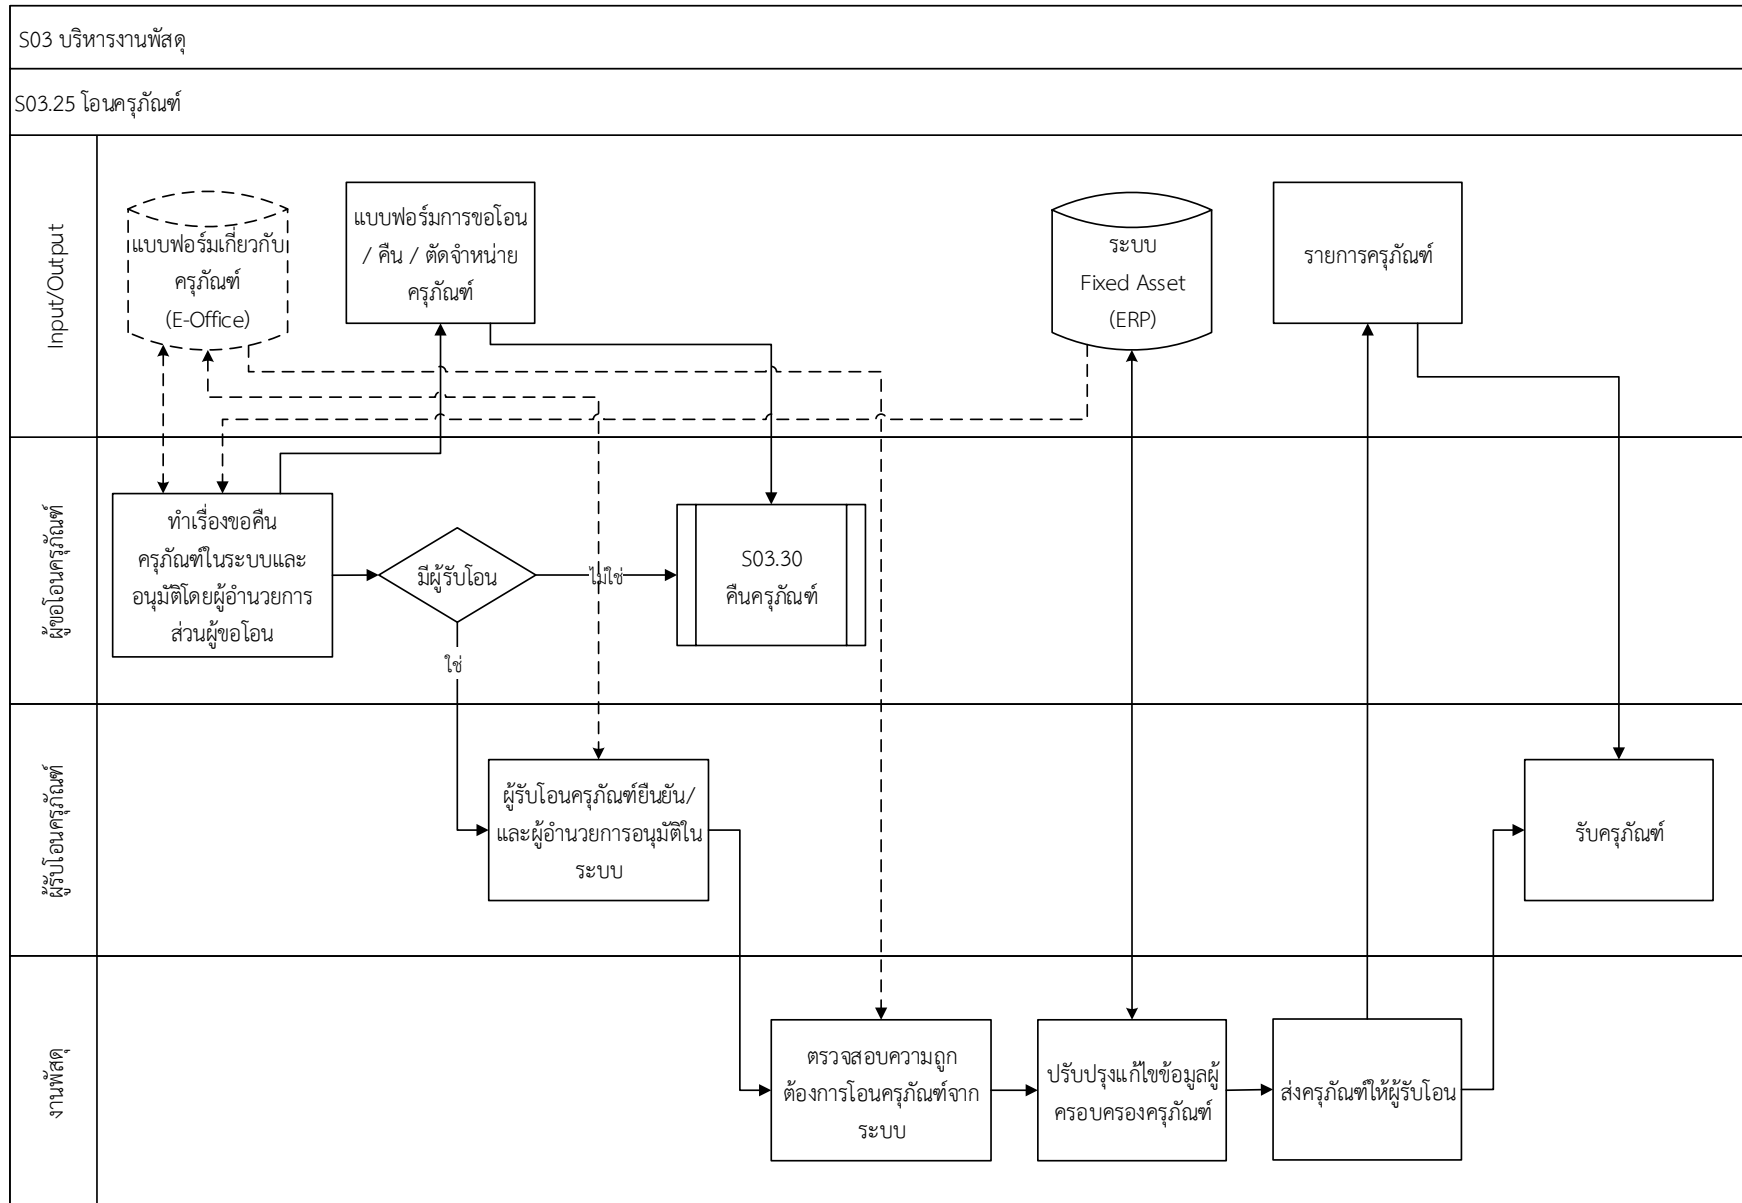 S03 บริหารงานพัสดุ
S03.25 โอนครุภัณฑ์
Input/Output
แบบฟอร์มเกี่ยวกับ
ครุภัณฑ์
(E-Office)
แบบฟอร์มการขอโอน
/ คืน / ตัดจำหน่าย
ครุภัณฑ์
ระบบ
Fixed Asset
(ERP)
รายการครุภัณฑ์
ผู้ขอโอนครุภัณฑ์
ทำเรื่องขอคืน
ครุภัณฑ์ในระบบและ
อนุมัติโดยผู้อำนวยการ
ส่วนผู้ขอโอน
มีผู้รับโอน
ไม่ใช่
ใช่
S03.30
คืนครุภัณฑ์
ผู้รับโอนครุภัณฑ์
ผู้รับโอนครุภัณฑ์ยืนยัน/
และผู้อำนวยการอนุมัติใน
ระบบ
รับครุภัณฑ์
งานพัสดุ
ตรวจสอบความถูก
ต้องการโอนครุภัณฑ์จาก
ระบบ
ปรับปรุงแก้ไขข้อมูลผู้
ครอบครองครุภัณฑ์
ส่งครุภัณฑ์ให้ผู้รับโอน